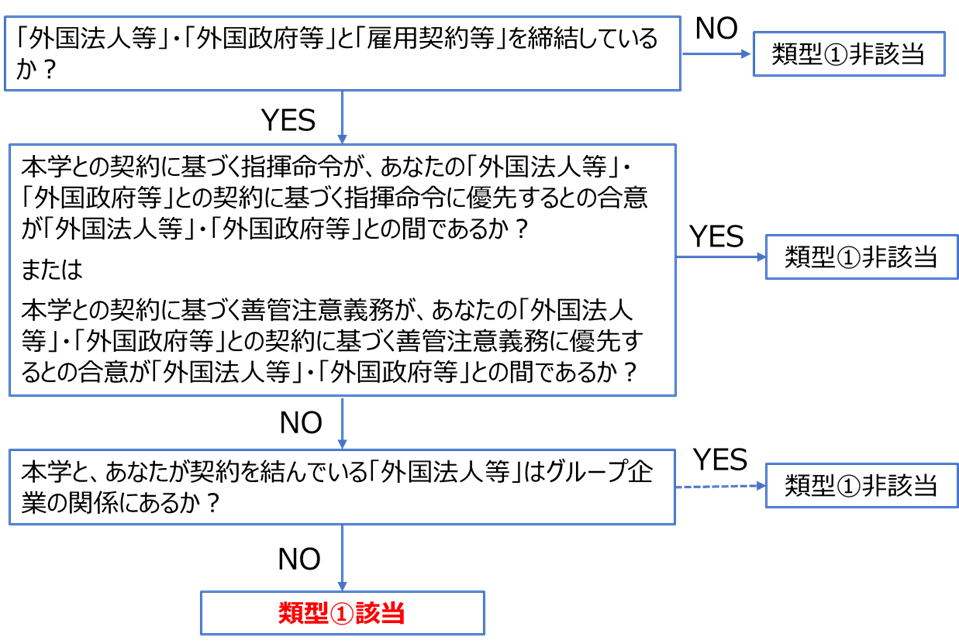 「外国法人等」・「外国政府等」と「雇用契約等」を締結している
か？
NO
類型①非該当
YES
本学との契約に基づく指揮命令が、あなたの「外国法人等」・
「外国政府等」との契約に基づく指揮命令に優先するとの合意
が「外国法人等」・「外国政府等」との間であるか？
または
本学との契約に基づく善管注意義務が、あなたの「外国法人
等」・「外国政府等」との契約に基づく善管注意義務に優先す
るとの合意が「外国法人等」・「外国政府等」との間であるか？
YES
類型①非該当
NO
本学と、あなたが契約を結んでいる「外国法人等」はグループ企
業の関係にあるか？
YES
類型①非該当
NO
類型①該当